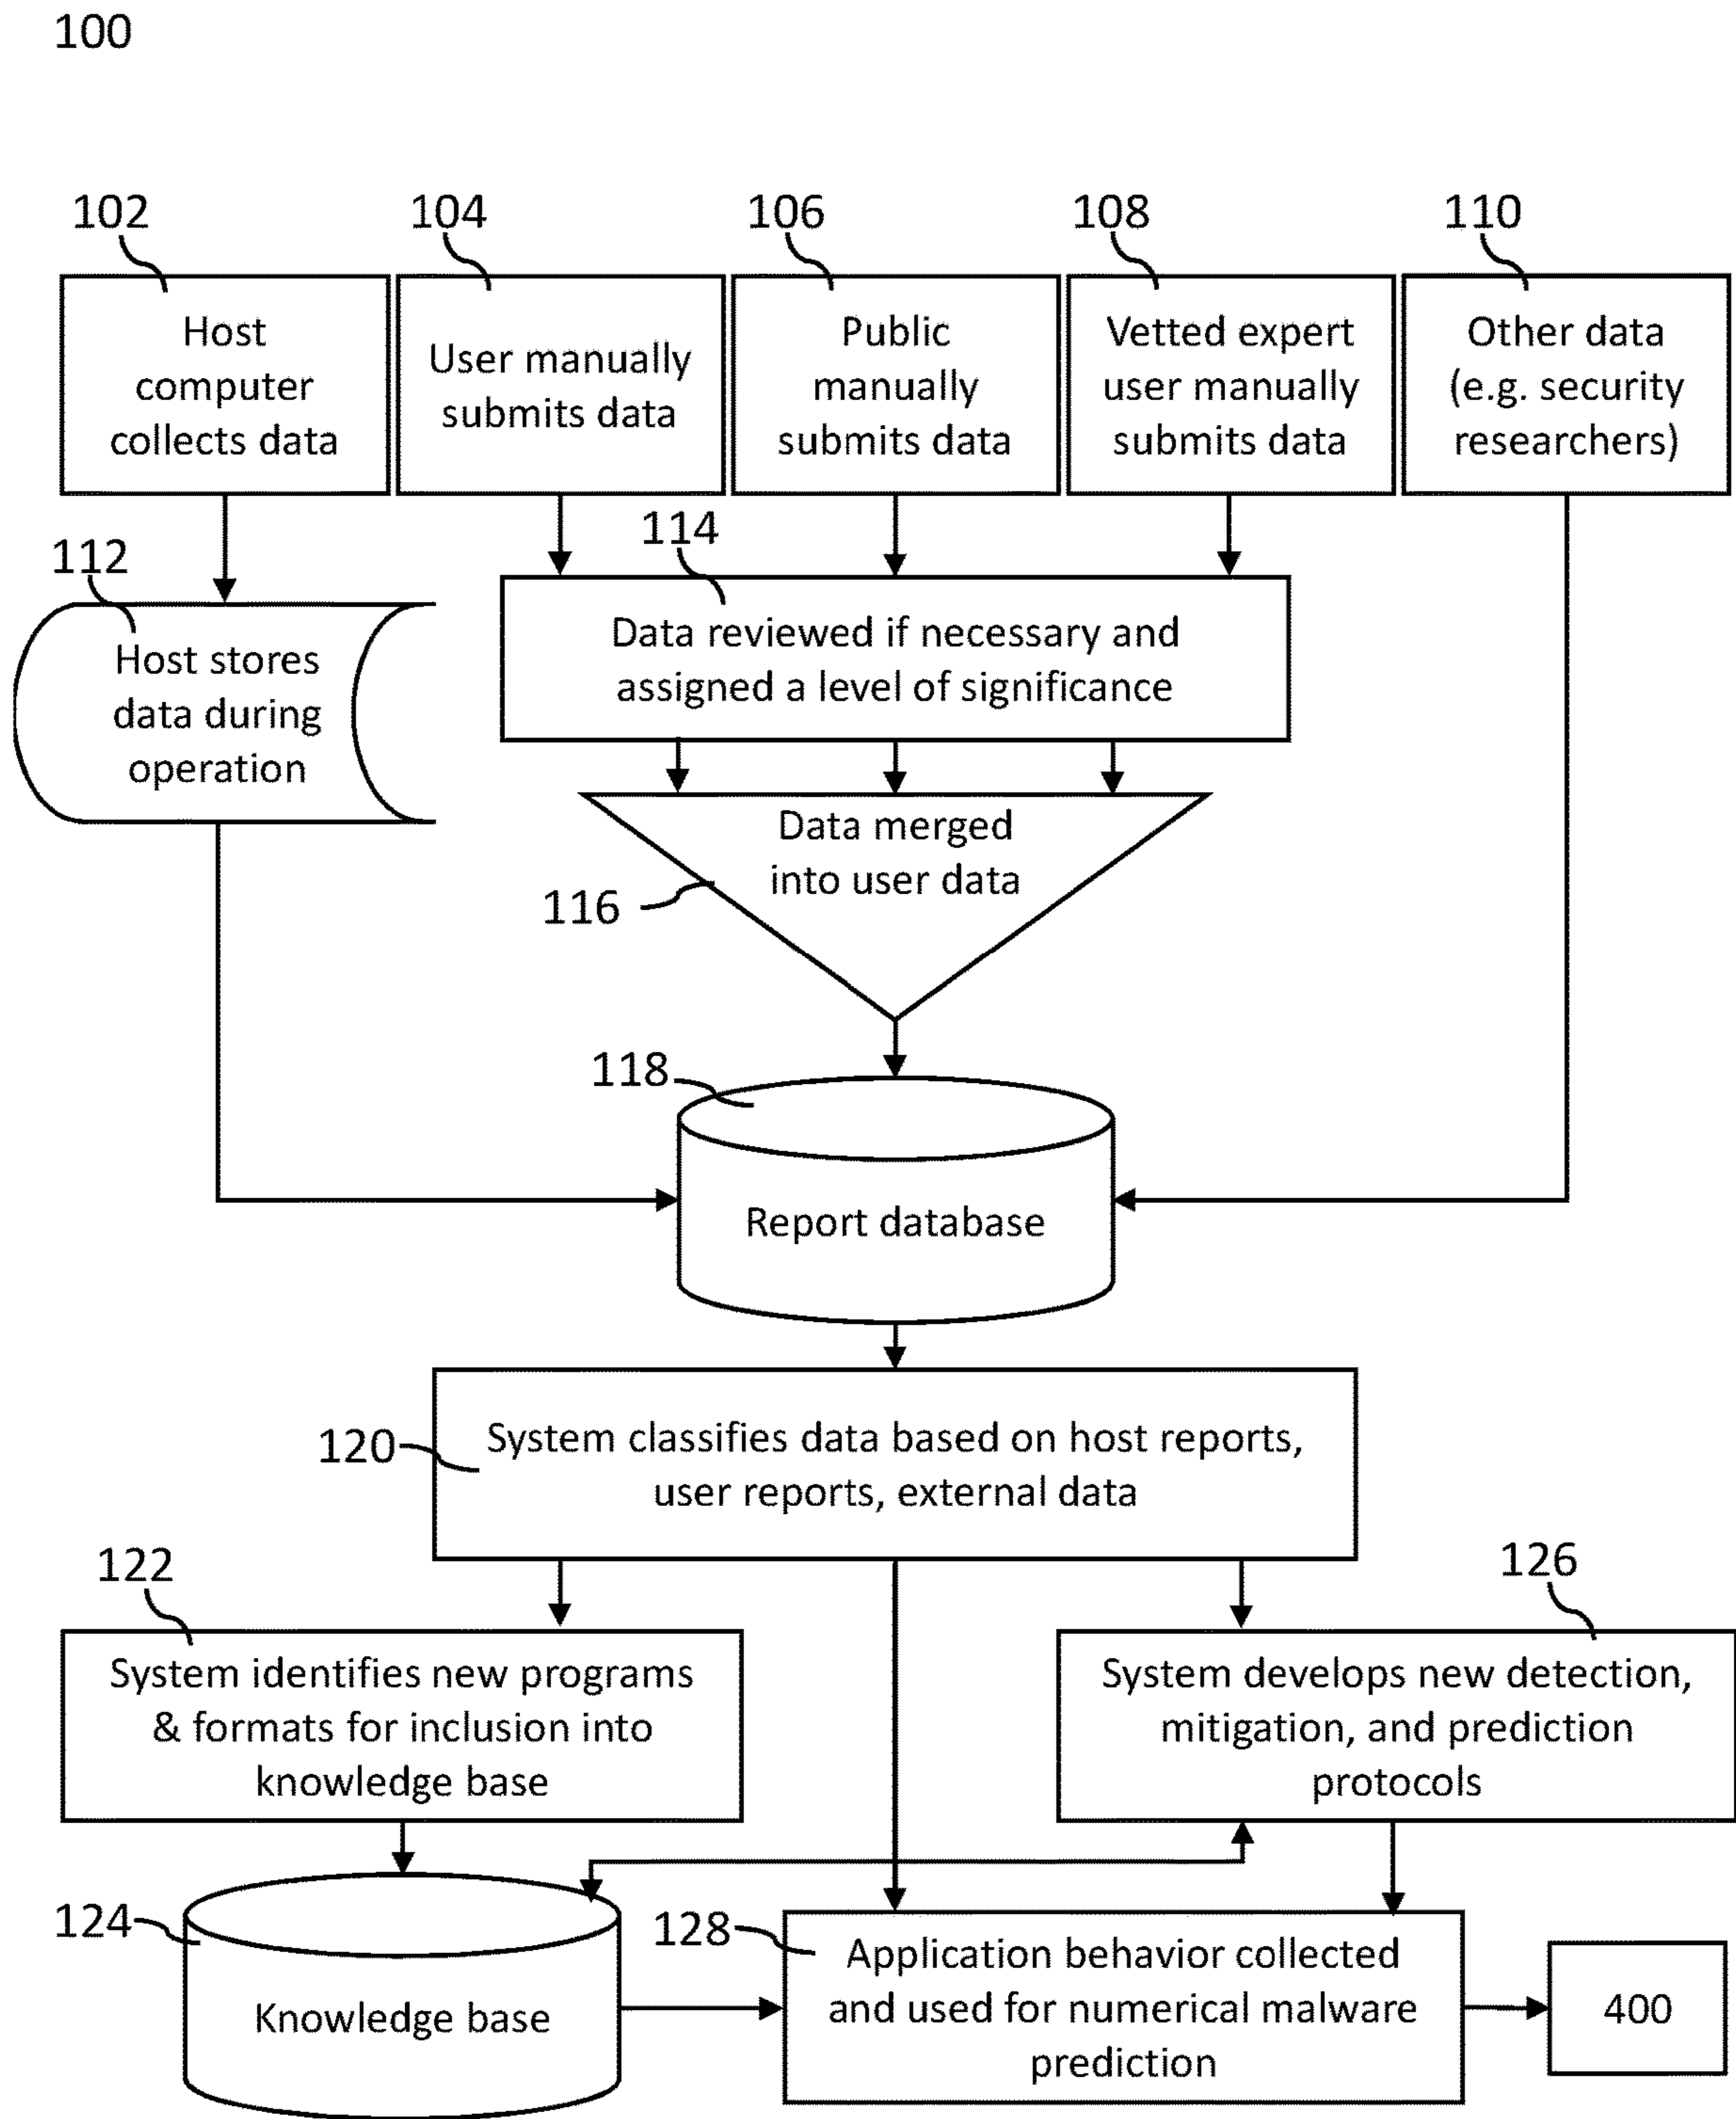 100
102
104
106
108
110
Host
computer
collects data
User manually
submits data
Public
manually
submits data
Vetted expert
user manually
submits data
Other data
(e.g. security
researchers)
112
114
Host stores
data during
operation
Data reviewed if necessary and
assigned a level of significance
Data merged
into user data
116
118
Report database
120
System classifies data based on host reports,
user reports, external data
122
126
System identifies new programs
& formats for inclusion into
knowledge base
System develops new detection,
mitigation, and prediction
protocols
124
Knowledge base
128
Application behavior collected
and used for numerical malware
prediction
400